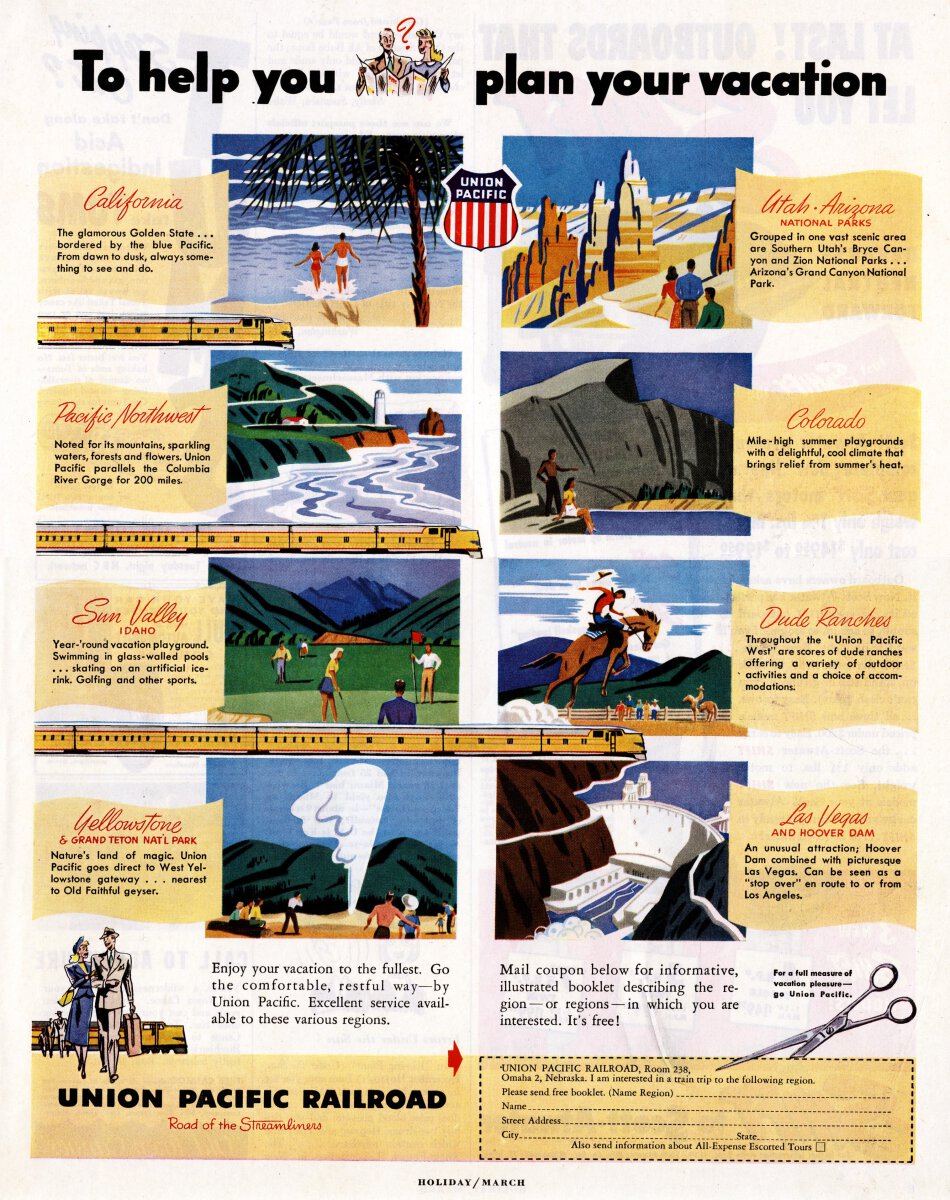 To help you plan your vacation
UNION
PACIFIC
California
The glamorous Golden State . . .
bordered by the blue Pacific.
From dawn to dusk, always some-
thing to see and do.
Utah · Arizona
NATIONAL PARKS
Grouped in one vast scenic area
are Southern Utah's Bryce Can-
yon and Zion National Parks . . .
Arizona's Grand Canyon National
Park.
Pacific Northwest
Noted for its mountains, sparkling
waters, forests and flowers. Union
Pacific parallels the Columbia
River Gorge for 200 miles.
Colorado
Mile-high summer playgrounds
with a delightful, cool climate that
brings relief from summer's heat.
Sun Valley
IDAHO
Year-'round vacation playground.
Swimming in glass-walled pools
. . . skating on an artificial ice-
rink. Golfing and other sports.
Dude Ranches
Throughout the "Union Pacific
West" are scores of dude ranches
offering a variety of outdoor
activities and a choice of accom-
modations.
Yellowstone
& GRAND TETON NAT'L PARK
Nature's land of magic. Union
Pacific goes direct to West Yel-
lowstone gateway . . . nearest
to Old Faithful geyser.
Las Vegas
AND HOOVER DAM
An unusual attraction; Hoover
Dam combined with picturesque
Las Vegas. Can be seen as a
"stop over" en route to or from
Los Angeles.
Enjoy your vacation to the fullest. Go
the comfortable, restful way—by
Union Pacific. Excellent service avail-
able to these various regions.
Mail coupon below for informative,
illustrated booklet describing the re-
gion—or regions—in which you are
interested. It's free!
For a full measure of
vacation pleasure—
go Union Pacific.
UNION PACIFIC RAILROAD
Road of the Streamliners
UNION PACIFIC RAILROAD, Room 238,
Omaha 2, Nebraska. I am interested in a train trip to the following region.
Please send free booklet. (Name Region)
Name
Street Address
City State
Also send information about All-Expense Escorted Tours
HOLIDAY/MARCH